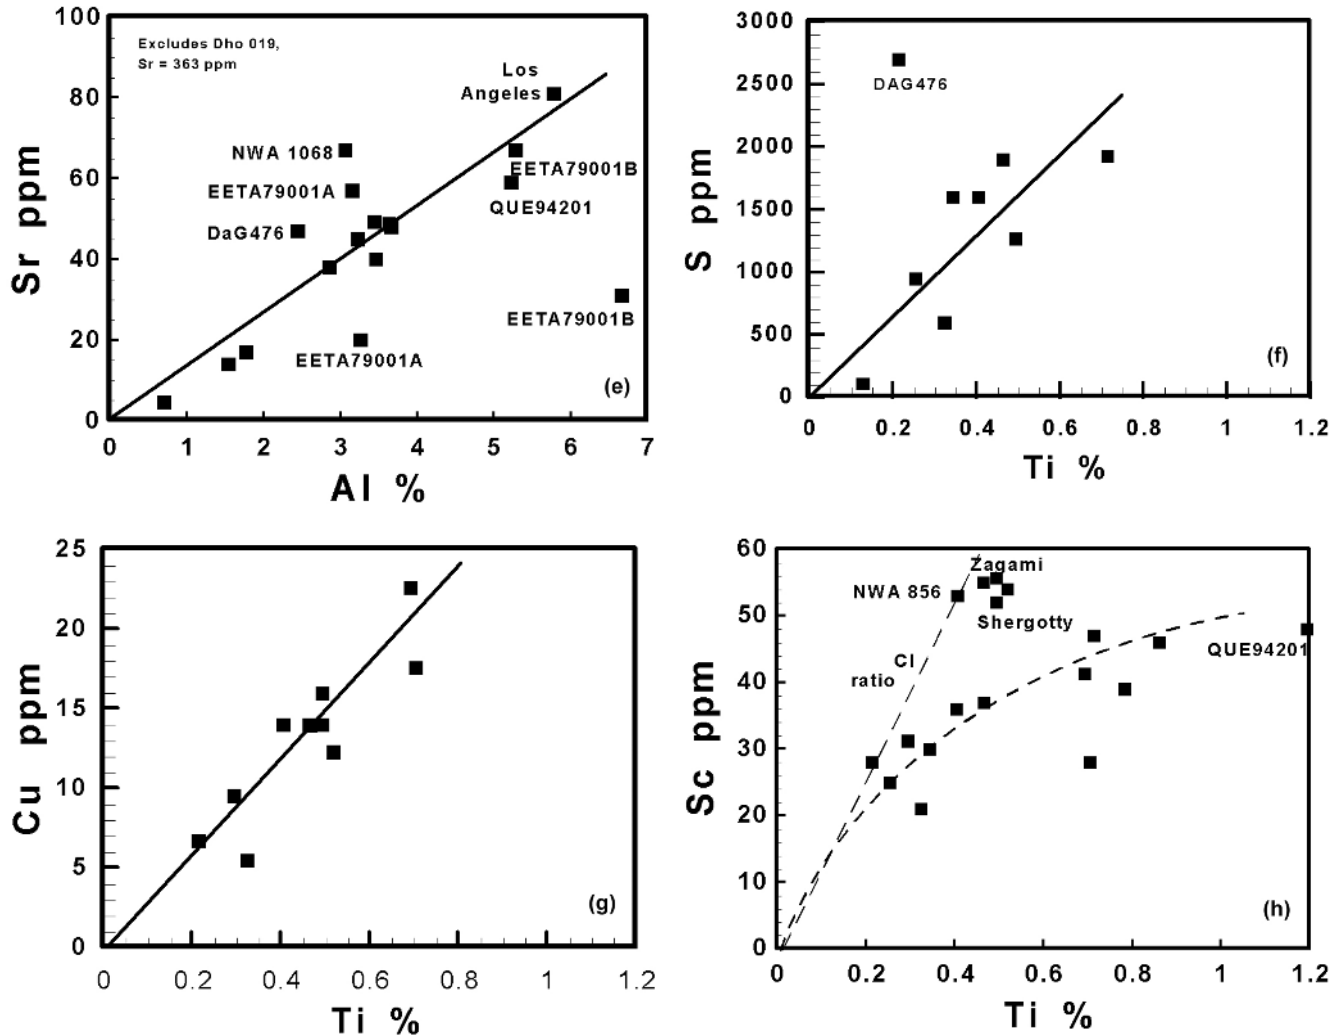 100
80
60
40
20
0
Sr ppm
Excludes Dho 019,
Sr = 363 ppm
Los
Angeles
NWA 1068
EETA79001A
DaG476
EETA79001B
QUE94201
EETA79001B
EETA79001A
(e)
0 1 2 3 4 5 6 7
Al %
3000
2500
2000
1500
1000
500
0
S ppm
DAG476
(f)
0 0.2 0.4 0.6 0.8 1 1.2
Ti %
25
20
15
10
5
0
Cu ppm
(g)
0 0.2 0.4 0.6 0.8 1 1.2
Ti %
60
50
40
30
20
10
0
Sc ppm
Zagami
NWA 856
Shergotty
CI
ratio
QUE94201
(h)
0 0.2 0.4 0.6 0.8 1 1.2
Ti %